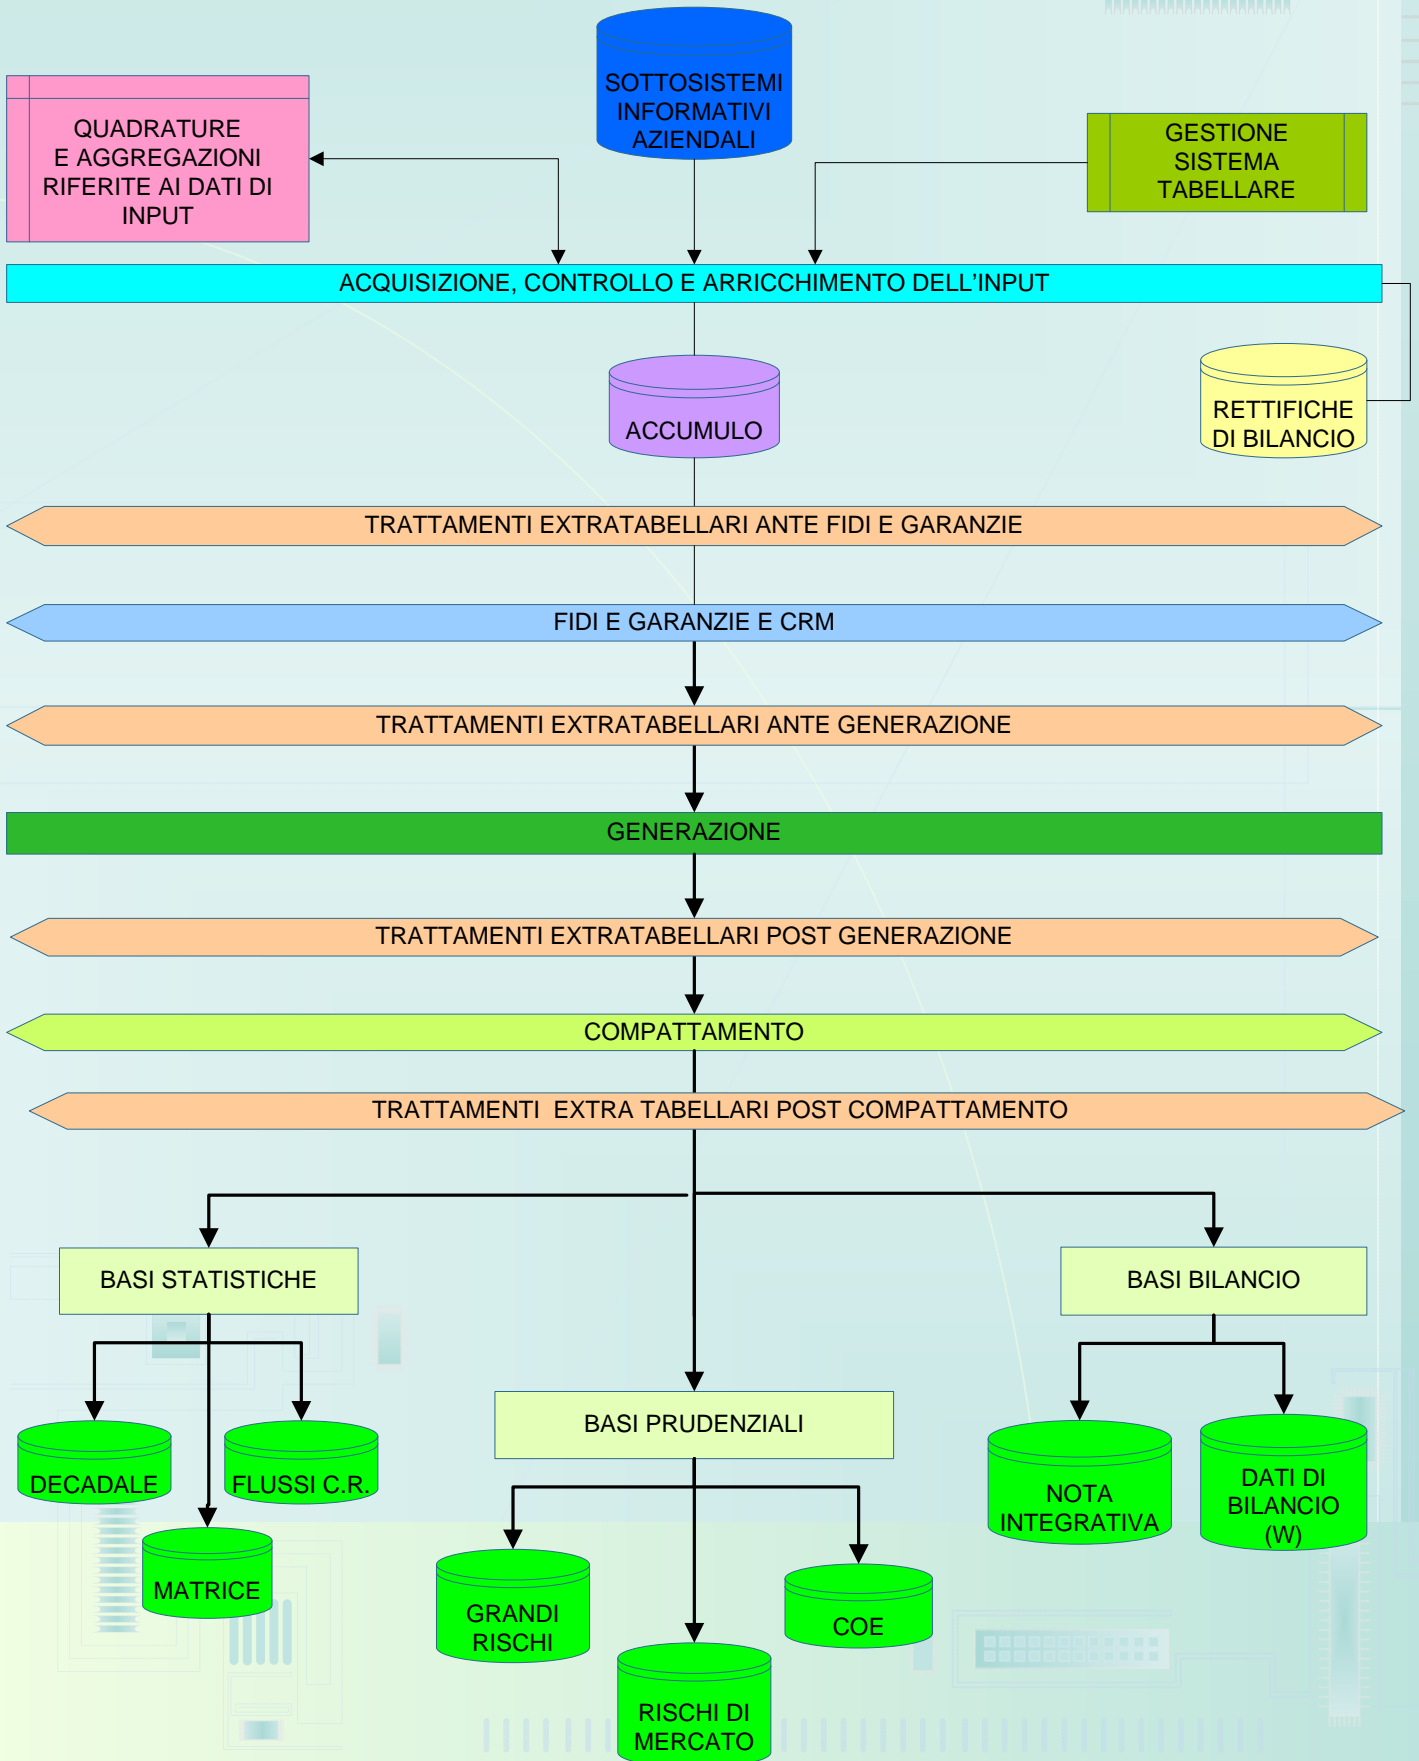 SOTTOSISTEMI
INFORMATIVI
AZIENDALI
QUADRATURE
E AGGREGAZIONI
RIFERITE AI DATI DI
INPUT
GESTIONE
SISTEMA
TABELLARE
ACQUISIZIONE, CONTROLLO E ARRICCHIMENTO DELL’INPUT
ACCUMULO
RETTIFICHE
DI BILANCIO
TRATTAMENTI EXTRATABELLARI ANTE FIDI E GARANZIE
FIDI E GARANZIE E CRM
TRATTAMENTI EXTRATABELLARI ANTE GENERAZIONE
GENERAZIONE
TRATTAMENTI EXTRATABELLARI POST GENERAZIONE
COMPATTAMENTO
TRATTAMENTI  EXTRA TABELLARI POST COMPATTAMENTO
BASI STATISTICHE
BASI BILANCIO
BASI PRUDENZIALI
DECADALE
FLUSSI C.R.
MATRICE
NOTA
INTEGRATIVA
DATI DI
BILANCIO
(W)
GRANDI
RISCHI
COE
RISCHI DI
MERCATO